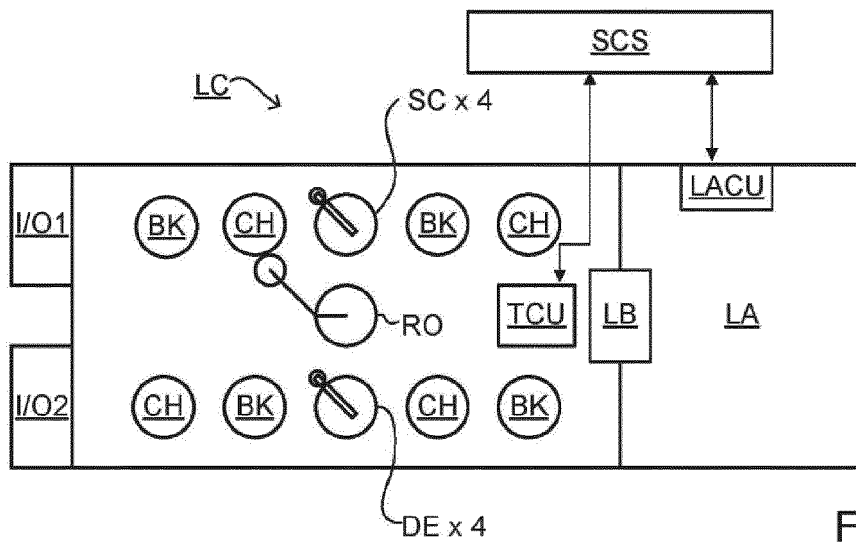 SCS
LC
SC x 4
LACU
I/O1
BK
CH
BK
CH
TCU
LB
LA
RO
I/O2
CH
BK
CH
BK
DE x 4
F